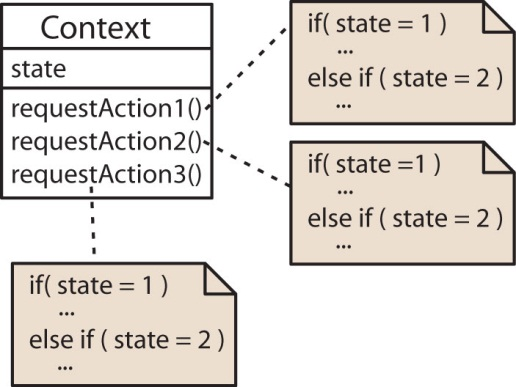 Context
state
requestAction1()
requestAction2()
requestAction3()
if( state = 1 )
...
else if ( state = 2 )
...
if( state =1 )
...
else if ( state = 2 )
...
if( state = 1 )
...
else if ( state = 2 )
...